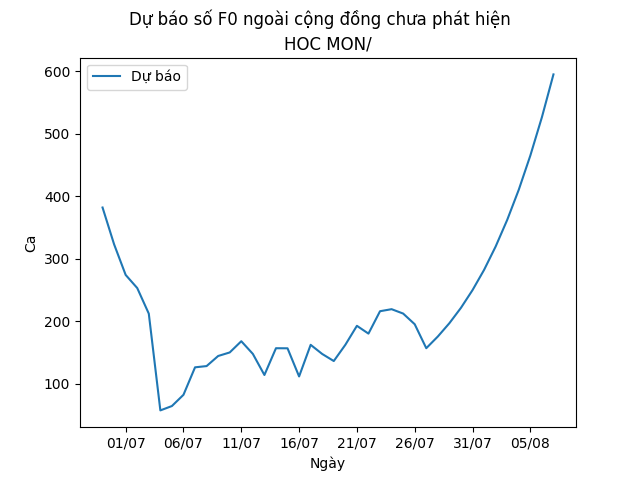 Dự báo số F0 ngoài cộng đồng chưa phát hiện
HOC MON/
Dự báo
600
500
400
300
200
100
Ca
01/07 06/07 11/07 16/07 21/07 26/07 31/07 05/08
Ngày